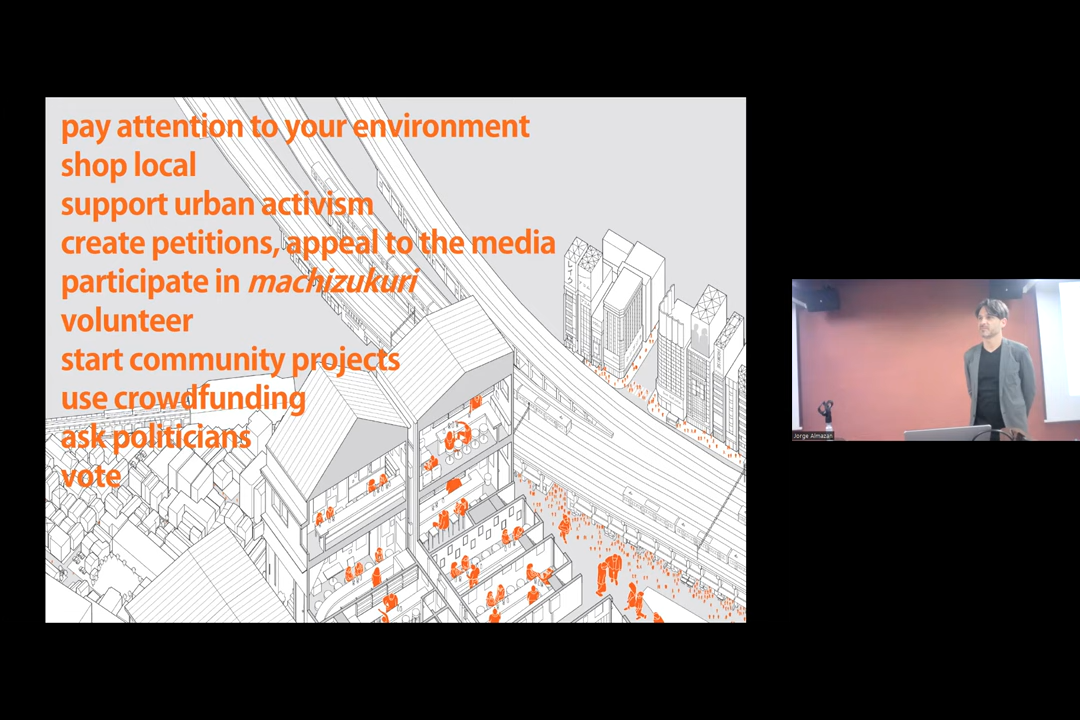 pay attention to your environment
shop local
support urban activism
create petitions, appeal to the media
participate in machizukuri
volunteer
start community projects
use crowdfunding
ask politicians
vote
Jorge Almazan